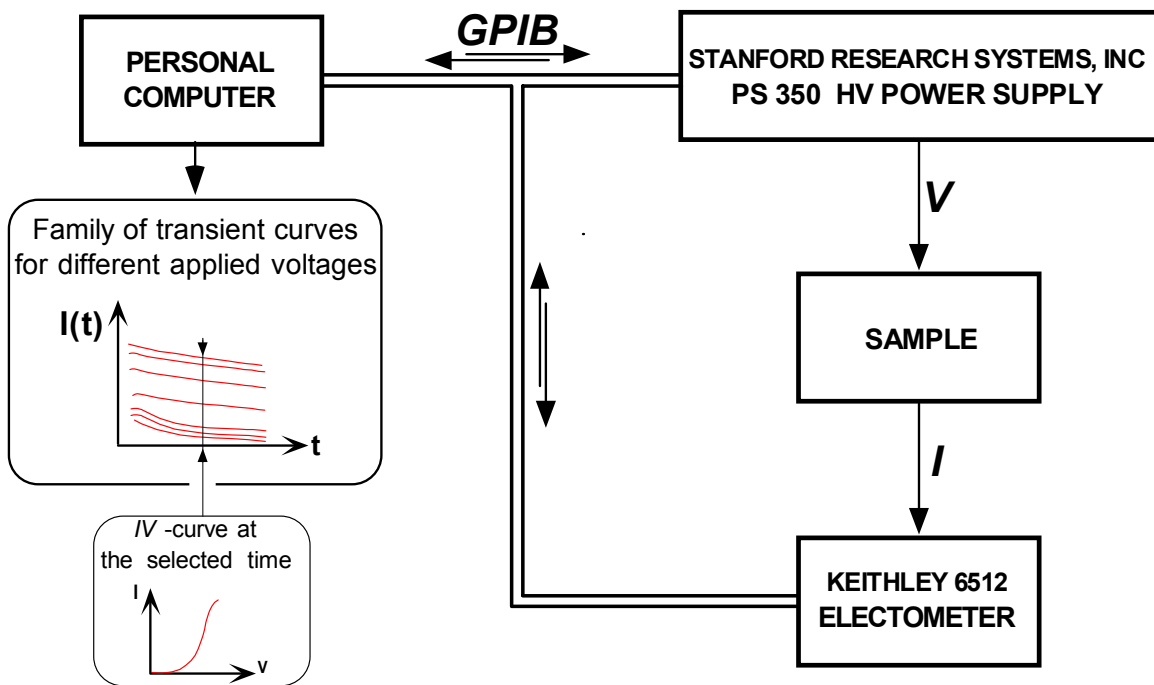 GPIB
PERSONAL
COMPUTER
STANFORD RESEARCH SYSTEMS, INC
PS 350 HV POWER SUPPLY
V
Family of transient curves
for different applied voltages
I(t)
t
SAMPLE
I
IV -curve at
the selected time
I
V
KEITHLEY 6512
ELECTOMETER